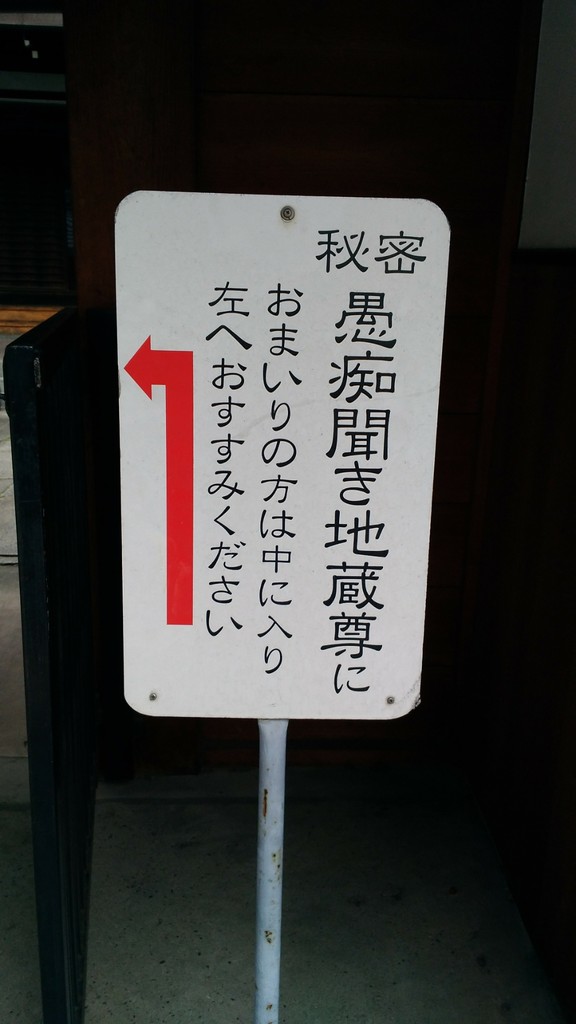 秘密
愚痴聞き地蔵尊に
おまいりの方は中に入り
左へおすすみください